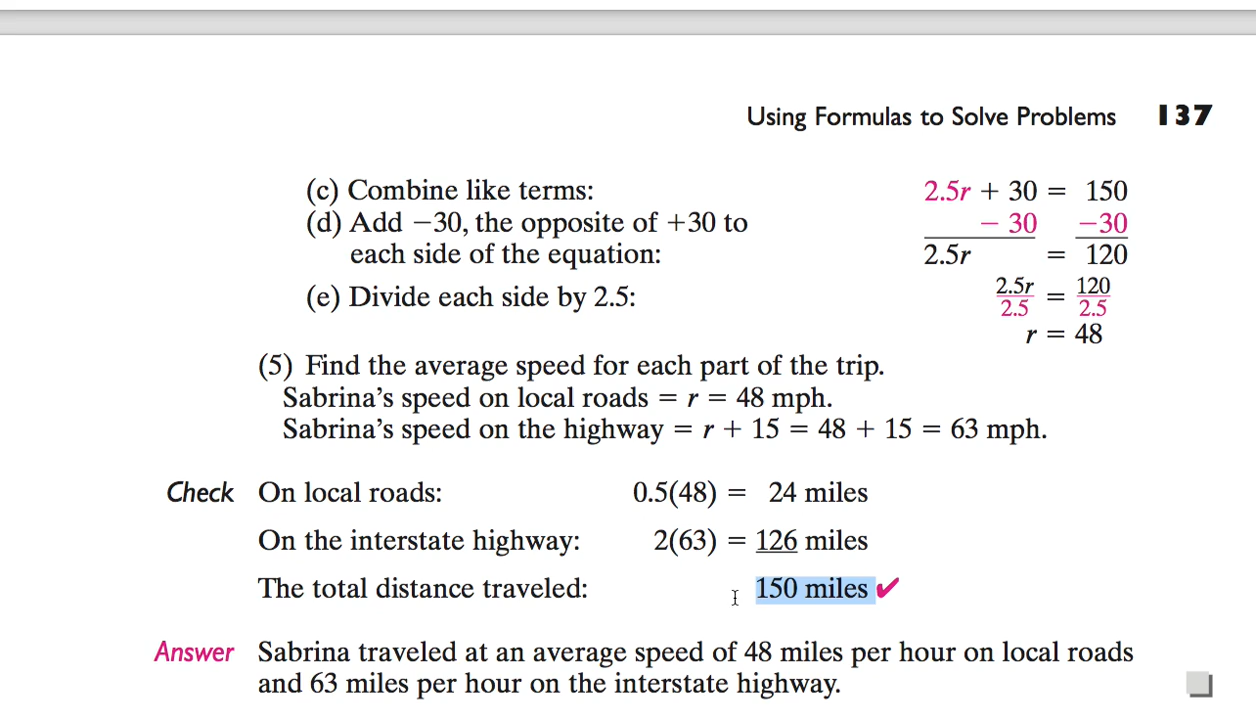 Using Formulas to Solve Problems 137
(c) Combine like terms: 2.5r + 30 = 150
(d) Add −30, the opposite of +30 to − 30 −30
each side of the equation: 2.5r = 120
(e) Divide each side by 2.5: 2.5r/2.5 = 120/2.5
r = 48
(5) Find the average speed for each part of the trip.
Sabrina’s speed on local roads = r = 48 mph.
Sabrina’s speed on the highway = r + 15 = 48 + 15 = 63 mph.
Check On local roads: 0.5(48) = 24 miles
On the interstate highway: 2(63) = 126 miles
The total distance traveled: 150 miles ✔
Answer Sabrina traveled at an average speed of 48 miles per hour on local roads
and 63 miles per hour on the interstate highway.